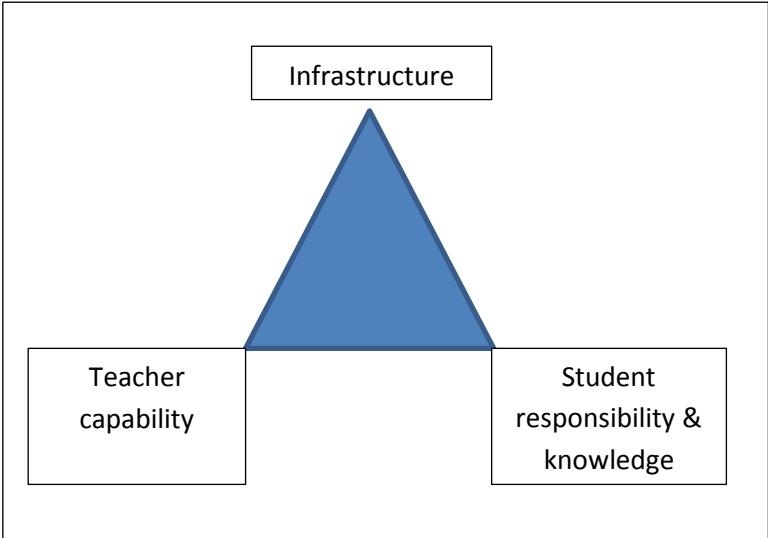 Infrastructure
Teacher
capability
Student
responsibility &
knowledge